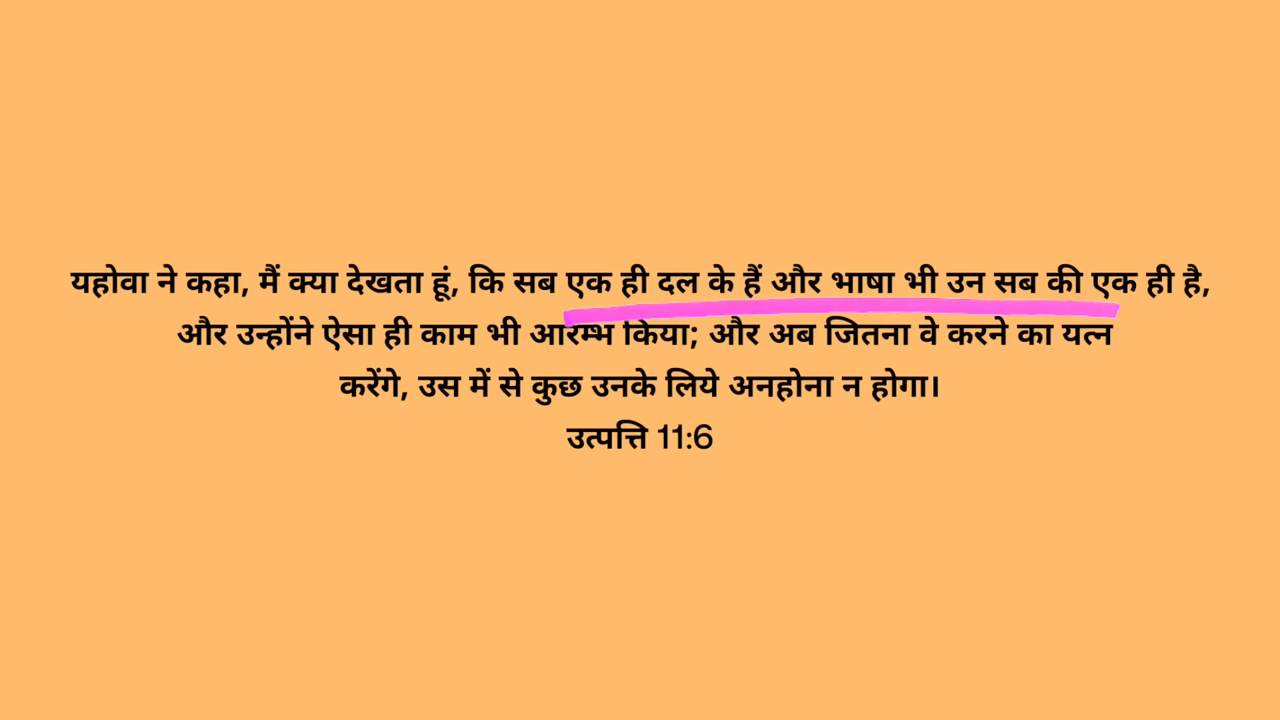 यहोवा ने कहा, मैं क्या देखता हूं, कि सब एक ही दल के हैं और भाषा भी उन सब की एक ही है,
और उन्होंने ऐसा ही काम भी आरम्भ किया; और अब जितना वे करने का यत्न
करेंगे, उस में से कुछ उनके लिये अनहोना न होगा।
उत्पत्ति 11:6